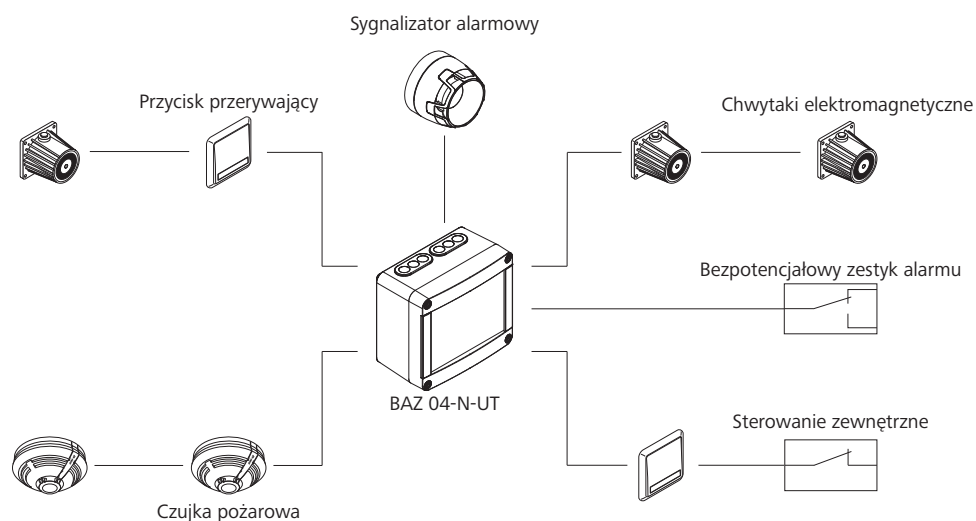 Sygnalizator alarmowy
Przycisk przerywający
Chwytaki elektromagnetyczne
Bezpotencjałowy zestyk alarmu
BAZ 04-N-UT
Sterowanie zewnętrzne
Czujka pożarowa